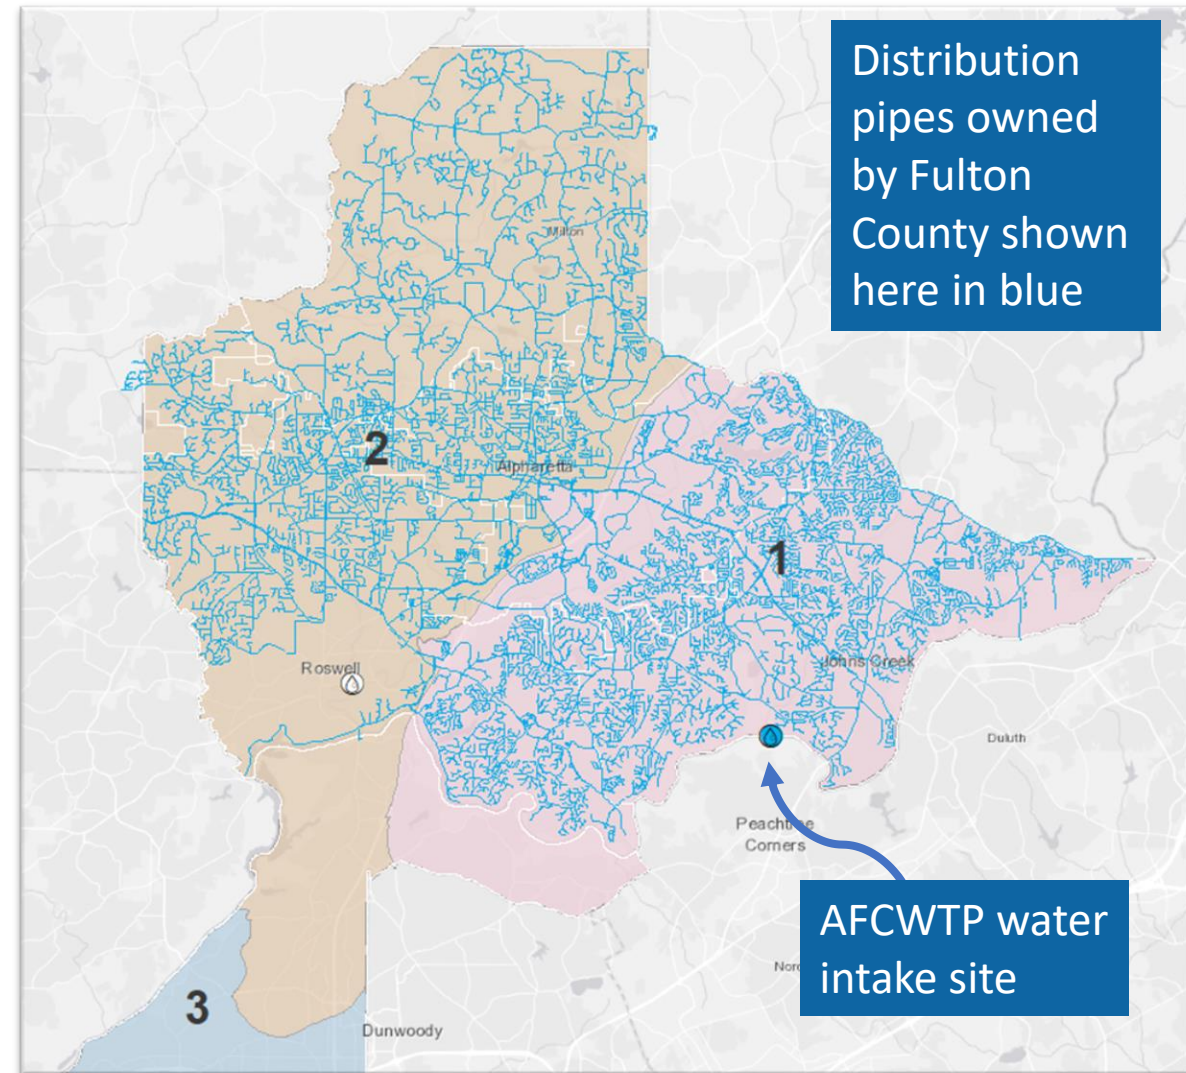 Distribution
pipes owned
by Fulton
County shown
here in blue
Milton
2
Alpharetta
1
Roswell
Johns Creek
Duluth
Peachtree
Corners
AFCWTP water
intake site
3
Dunwoody